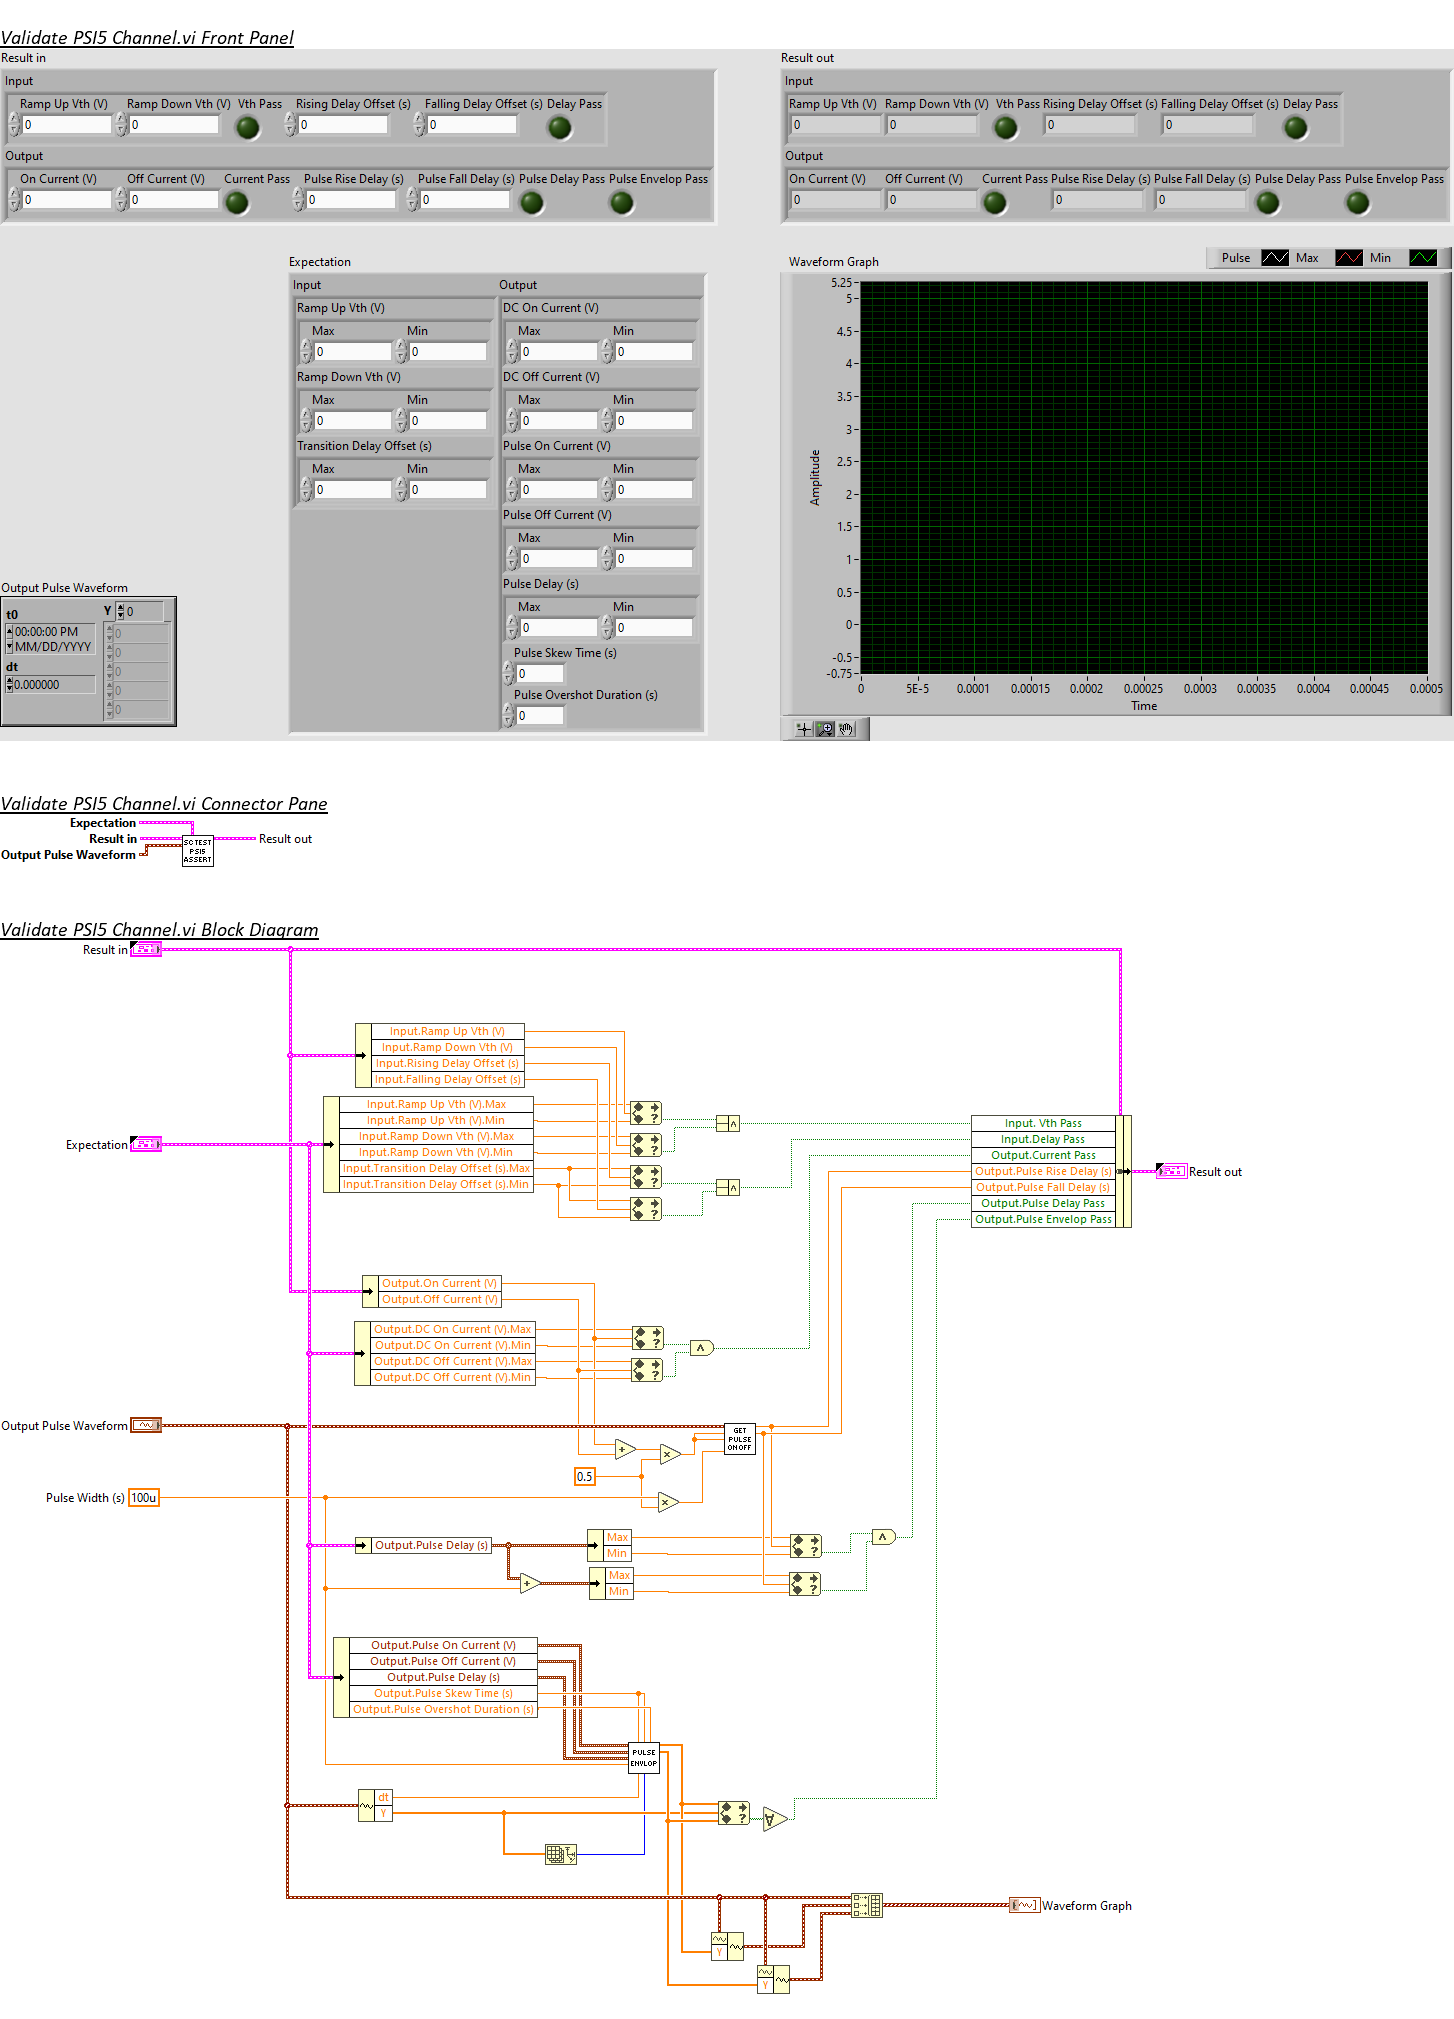 Validate PSI5 Channel.vi Front Panel
Result in
Input
Ramp Up Vth (V) Ramp Down Vth (V) Vth Pass Rising Delay Offset (s) Falling Delay Offset (s) Delay Pass
0 0 0 0
Output
On Current (V) Off Current (V) Current Pass Pulse Rise Delay (s) Pulse Fall Delay (s) Pulse Delay Pass Pulse Envelop Pass
0 0 0 0
Result out
Input
Ramp Up Vth (V) Ramp Down Vth (V) Vth Pass Rising Delay Offset (s) Falling Delay Offset (s) Delay Pass
0 0 0 0
Output
On Current (V) Off Current (V) Current Pass Pulse Rise Delay (s) Pulse Fall Delay (s) Pulse Delay Pass Pulse Envelop Pass
0 0 0 0
Expectation
Input
Ramp Up Vth (V)
Max Min
0 0
Ramp Down Vth (V)
Max Min
0 0
Transition Delay Offset (s)
Max Min
0 0
Output
DC On Current (V)
Max Min
0 0
DC Off Current (V)
Max Min
0 0
Pulse On Current (V)
Max Min
0 0
Pulse Off Current (V)
Max Min
0 0
Pulse Delay (s)
Max Min
0 0
Pulse Skew Time (s)
0
Pulse Overshot Duration (s)
0
Output Pulse Waveform
t0
00:00:00 PM
MM/DD/YYYY
dt
0.000000
Y 0
0
0
0
0
0
Waveform Graph
Pulse Max Min
5.25
5
4.5
4
3.5
3
2.5
2
1.5
1
0.5
0
-0.5
-0.75
Amplitude
0 5E-5 0.0001 0.00015 0.0002 0.00025 0.0003 0.00035 0.0004 0.00045 0.0005
Time
Validate PSI5 Channel.vi Connector Pane
Expectation
Result in
Output Pulse Waveform
SC TEST
PSI5
ASSERT
Result out
Validate PSI5 Channel.vi Block Diagram
Result in
Input.Ramp Up Vth (V)
Input.Ramp Down Vth (V)
Input.Rising Delay Offset (s)
Input.Falling Delay Offset (s)
Expectation
Input.Ramp Up Vth (V).Max
Input.Ramp Up Vth (V).Min
Input.Ramp Down Vth (V).Max
Input.Ramp Down Vth (V).Min
Input.Transition Delay Offset (s).Max
Input.Transition Delay Offset (s).Min
Input. Vth Pass
Input.Delay Pass
Output.Current Pass
Output.Pulse Rise Delay (s)
Output.Pulse Fall Delay (s)
Output.Pulse Delay Pass
Output.Pulse Envelop Pass
Result out
Output.On Current (V)
Output.Off Current (V)
Output.DC On Current (V).Max
Output.DC On Current (V).Min
Output.DC Off Current (V).Max
Output.DC Off Current (V).Min
Output Pulse Waveform
GET
PULSE
ONOFF
0.5
Pulse Width (s) 100u
Output.Pulse Delay (s)
Max
Min
Max
Min
Output.Pulse On Current (V)
Output.Pulse Off Current (V)
Output.Pulse Delay (s)
Output.Pulse Skew Time (s)
Output.Pulse Overshot Duration (s)
PULSE
ENVLOP
dt
Y
Y
Y
Waveform Graph